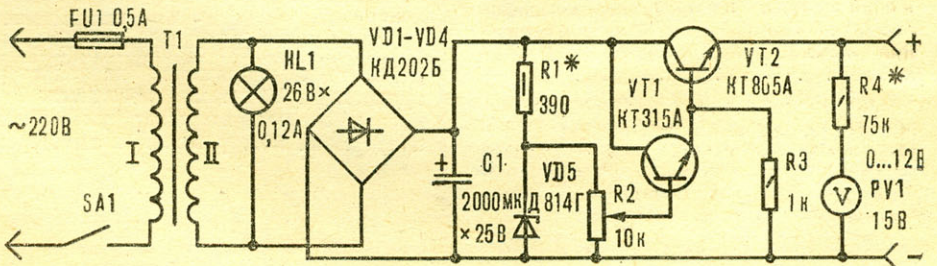 FU1 0,5А
T1
~220В
SA1
I
II
HL1
26В×
0,12А
VD1-VD4
КД202Б
+
C1
2000мк
×25В
R1*
390
VD5
Д814Г
R2
10к
VT1
КТ315А
VT2
КТ805А
R3
1к
R4*
75к
0...12В
V
PV1
15В
+
-